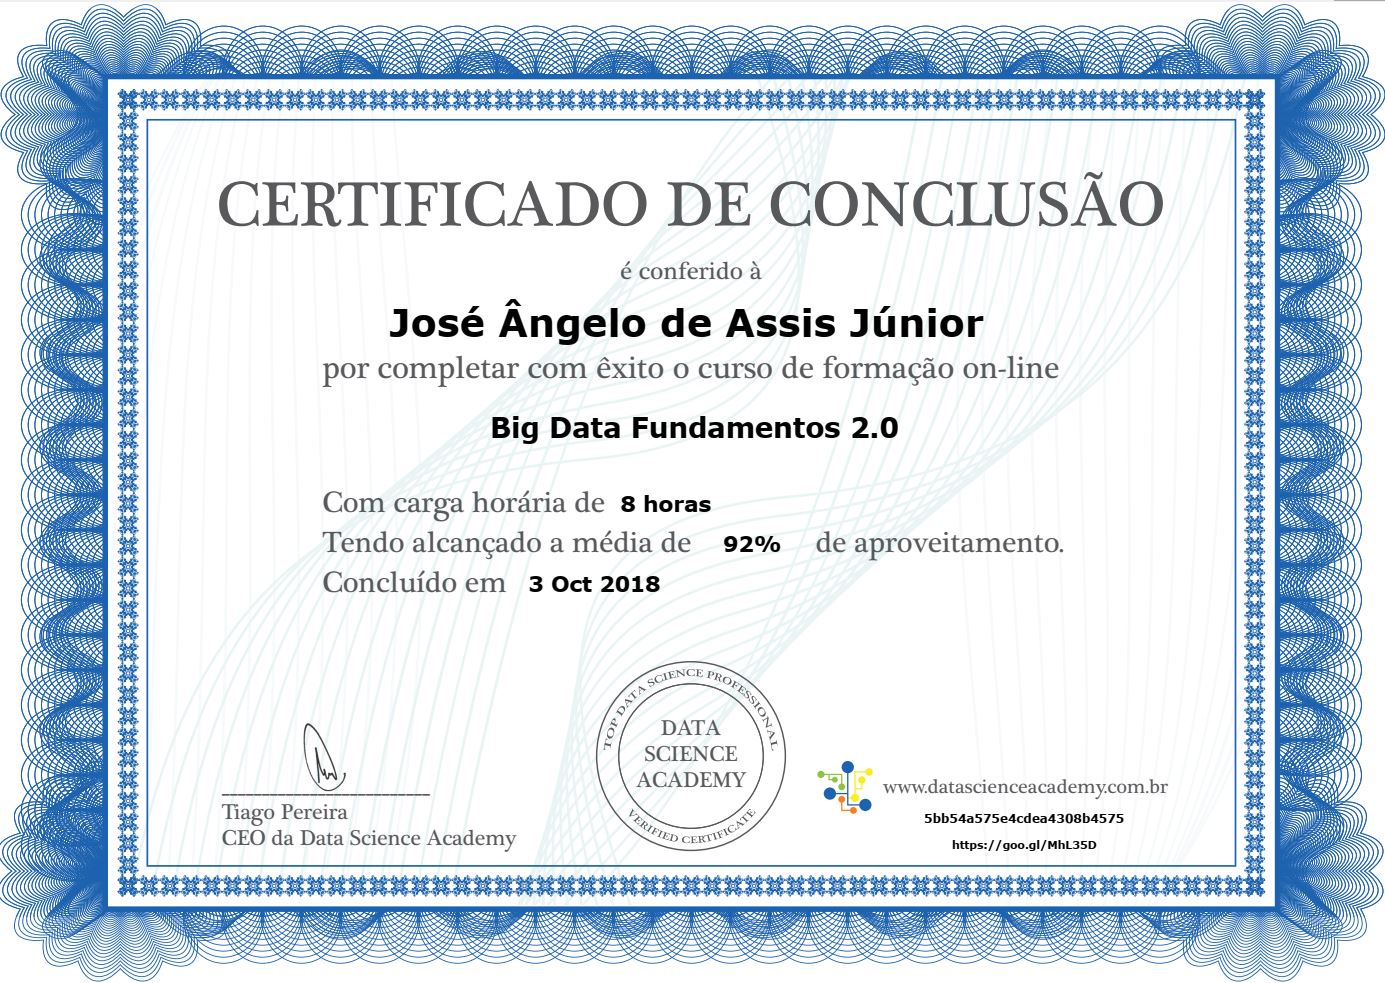 CERTIFICADO DE CONCLUSÃO
é conferido à
José Ângelo de Assis Júnior
por completar com êxito o curso de formação on-line
Big Data Fundamentos 2.0
Com carga horária de 8 horas
Tendo alcançado a média de 92% de aproveitamento.
Concluído em 3 Oct 2018
Tiago Pereira
CEO da Data Science Academy
TOP DATA SCIENCE PROFESSIONAL
DATA
SCIENCE
ACADEMY
VERIFIED CERTIFICATE
www.datascienceacademy.com.br
5bb54a575e4cdea4308b4575
https://goo.gl/MhL35D